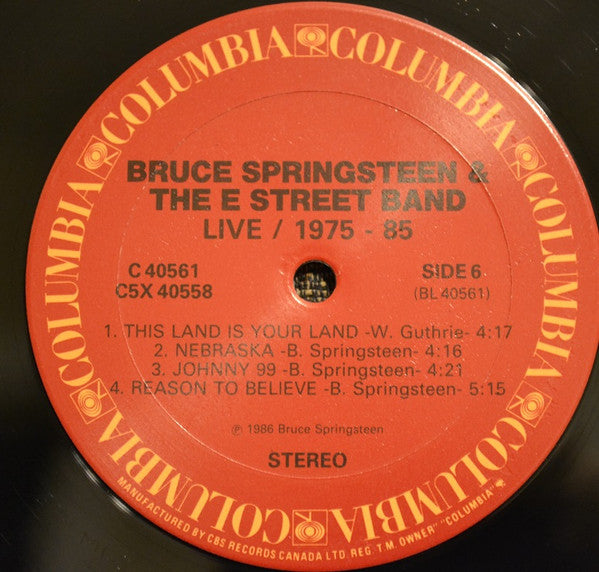 COLUMBIA COLUMBIA COLUMBIA COLUMBIA COLUMBIA COLUMBIA COLUMBIA COLUMBIA
BRUCE SPRINGSTEEN &
THE E STREET BAND
LIVE / 1975 - 85
C 40561
C5X 40558
SIDE 6
(BL 40561)
1. THIS LAND IS YOUR LAND -W. Guthrie- 4:17
2. NEBRASKA -B. Springsteen- 4:16
3. JOHNNY 99 -B. Springsteen- 4:21
4. REASON TO BELIEVE -B. Springsteen- 5:15
℗ 1986 Bruce Springsteen
STEREO
MANUFACTURED BY CBS RECORDS CANADA LTD. REG. T.M. OWNER "COLUMBIA"